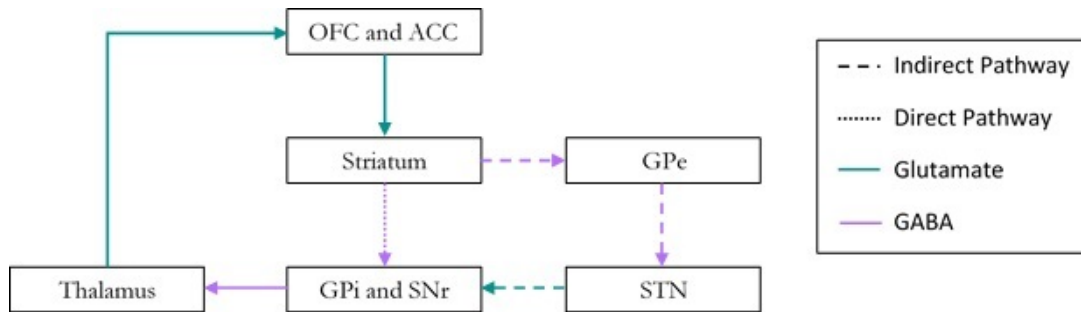 OFC and ACC
Indirect Pathway
Direct Pathway
Striatum
GPe
Glutamate
GABA
Thalamus
GPi and SNr
STN